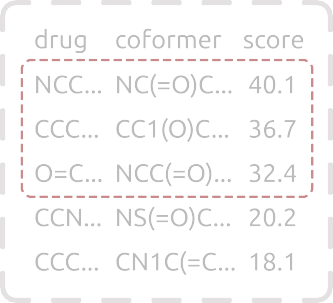 drug coformer score
NCC... NC(=O)C... 40.1
CCC... CC1(O)C... 36.7
O=C... NCC(=O)... 32.4
CCN... NS(=O)C... 20.2
CCC... CN1C(=C... 18.1